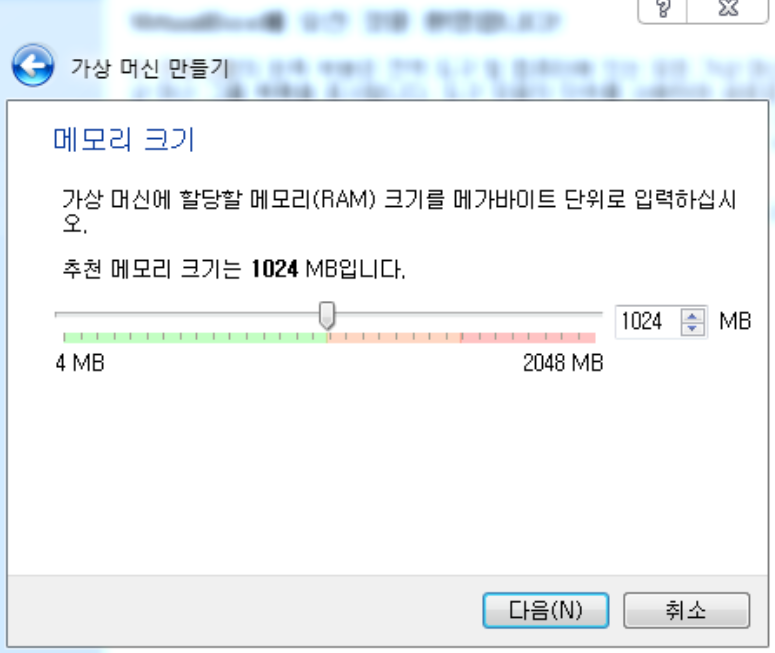 가상 머신 만들기
메모리 크기
가상 머신에 할당할 메모리(RAM) 크기를 메가바이트 단위로 입력하십시
오.
추천 메모리 크기는 1024 MB입니다.
1024 MB
4 MB 2048 MB
다음(N) 취소